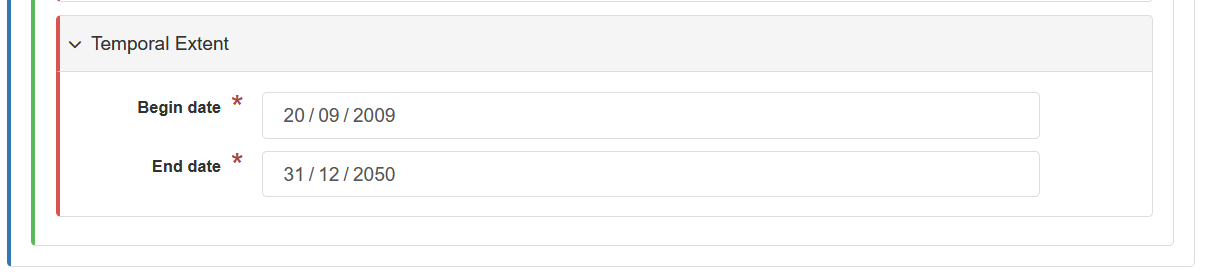 Temporal Extent
Begin date * 20 / 09 / 2009
End date * 31 / 12 / 2050